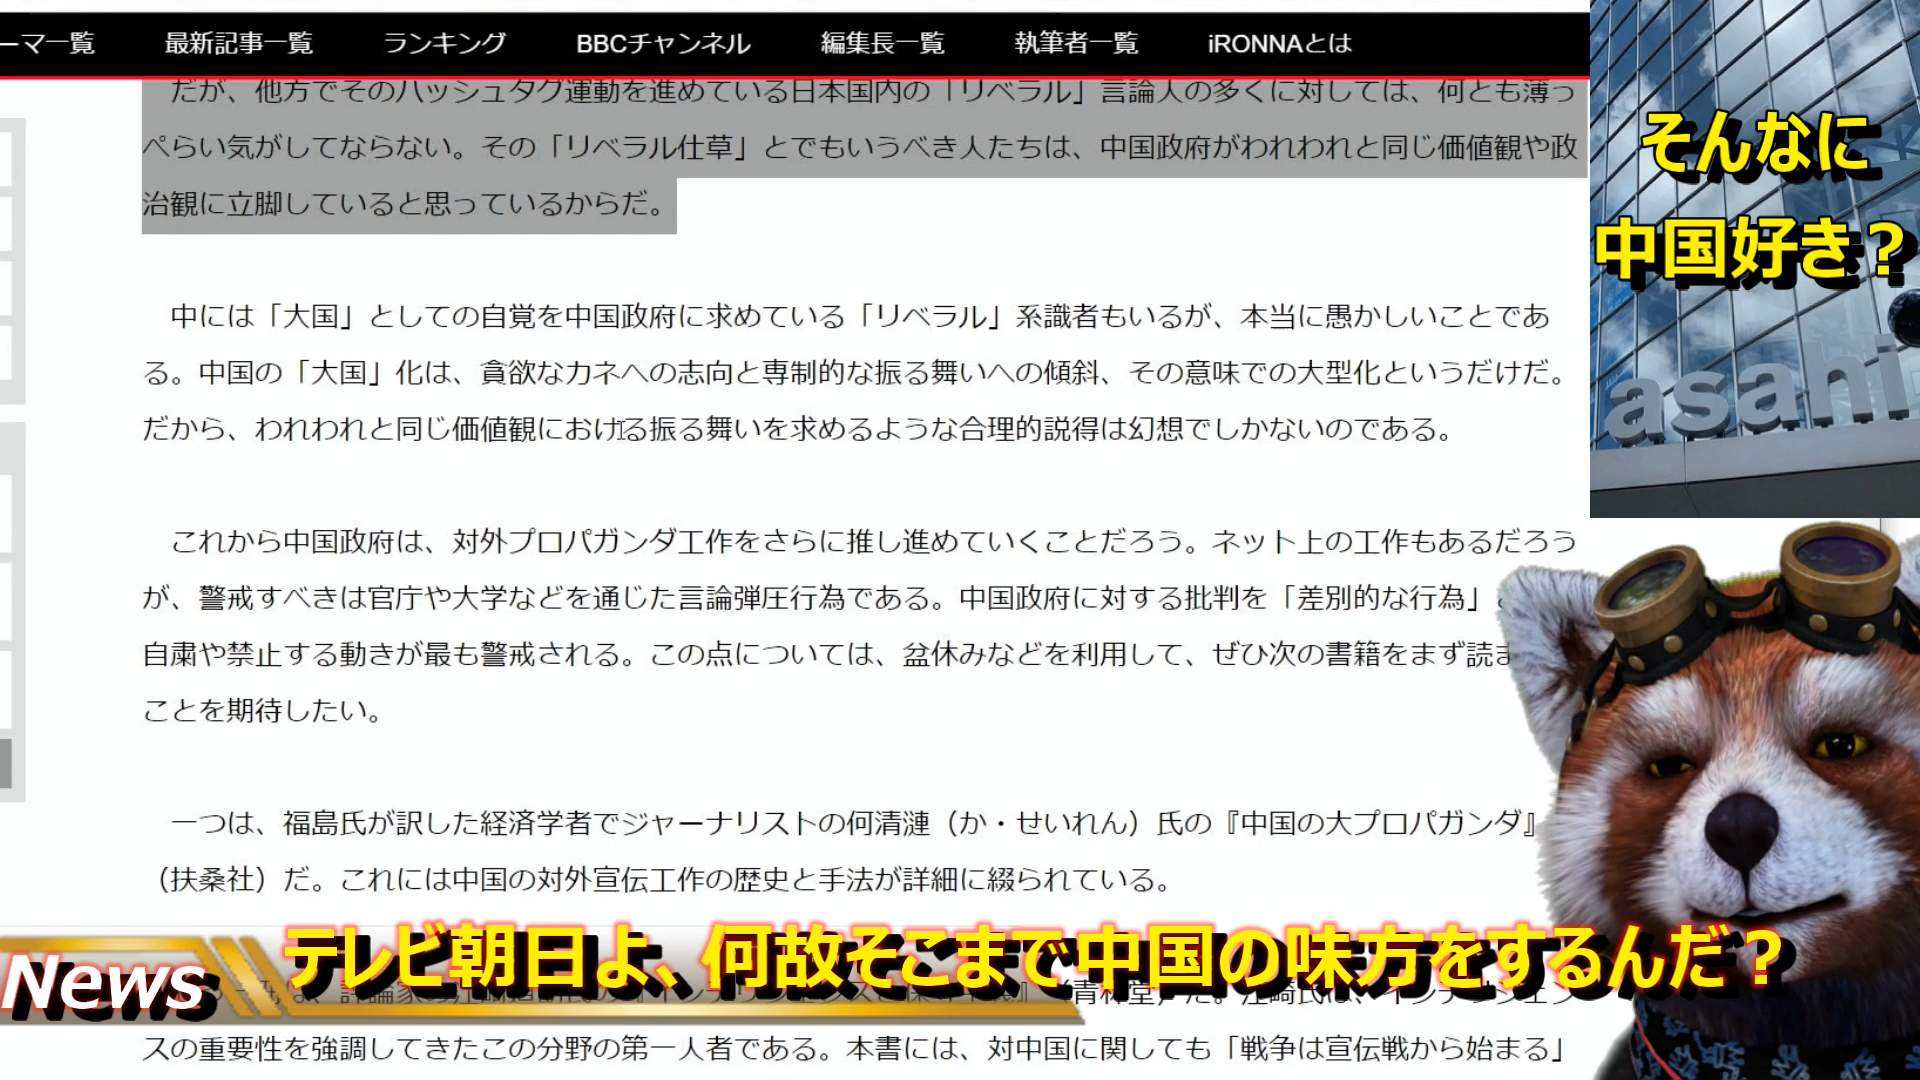 ーマ一覧 最新記事一覧 ランキング BBCチャンネル 編集長一覧 執筆者一覧 iRONNAとは
だが、他方でそのハッシュタグ運動を進めている日本国内の「リベラル」言論人の多くに対しては、何とも薄っ
ぺらい気がしてならない。その「リベラル仕草」とでもいうべき人たちは、中国政府がわれわれと同じ価値観や政
治観に立脚していると思っているからだ。
中には「大国」としての自覚を中国政府に求めている「リベラル」系識者もいるが、本当に愚かしいことであ
る。中国の「大国」化は、貪欲なカネへの志向と専制的な振る舞いへの傾斜、その意味での大型化というだけだ。
だから、われわれと同じ価値観における振る舞いを求めるような合理的説得は幻想でしかないのである。
これから中国政府は、対外プロパガンダ工作をさらに推し進めていくことだろう。ネット上の工作もあるだろう
が、警戒すべきは官庁や大学などを通じた言論弾圧行為である。中国政府に対する批判を「差別的な行為」
自粛や禁止する動きが最も警戒される。この点については、盆休みなどを利用して、ぜひ次の書籍をまず読ま
ことを期待したい。
一つは、福島氏が訳した経済学者でジャーナリストの何清漣（か・せいれん）氏の『中国の大プロパガンダ』
（扶桑社）だ。これには中国の対外宣伝工作の歴史と手法が詳細に綴られている。
スの重要性を強調してきたこの分野の第一人者である。本書には、対中国に関しても「戦争は宣伝戦から始まる」
そんなに
中国好き？
asahi
News
テレビ朝日よ、何故そこまで中国の味方をするんだ？